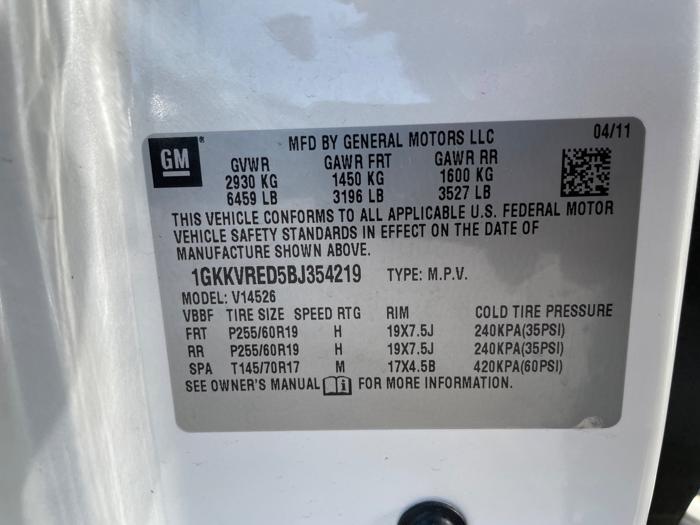 GM
MFD BY GENERAL MOTORS LLC 04/11
GVWR GAWR FRT GAWR RR
2930 KG 1450 KG 1600 KG
6459 LB 3196 LB 3527 LB
THIS VEHICLE CONFORMS TO ALL APPLICABLE U.S. FEDERAL MOTOR
VEHICLE SAFETY STANDARDS IN EFFECT ON THE DATE OF
MANUFACTURE SHOWN ABOVE.
1GKKVRED5BJ354219 TYPE: M.P.V.
MODEL: V14526
VBBF TIRE SIZE SPEED RTG RIM COLD TIRE PRESSURE
FRT P255/60R19 H 19X7.5J 240KPA(35PSI)
RR P255/60R19 H 19X7.5J 240KPA(35PSI)
SPA T145/70R17 M 17X4.5B 420KPA(60PSI)
SEE OWNER'S MANUAL i FOR MORE INFORMATION.